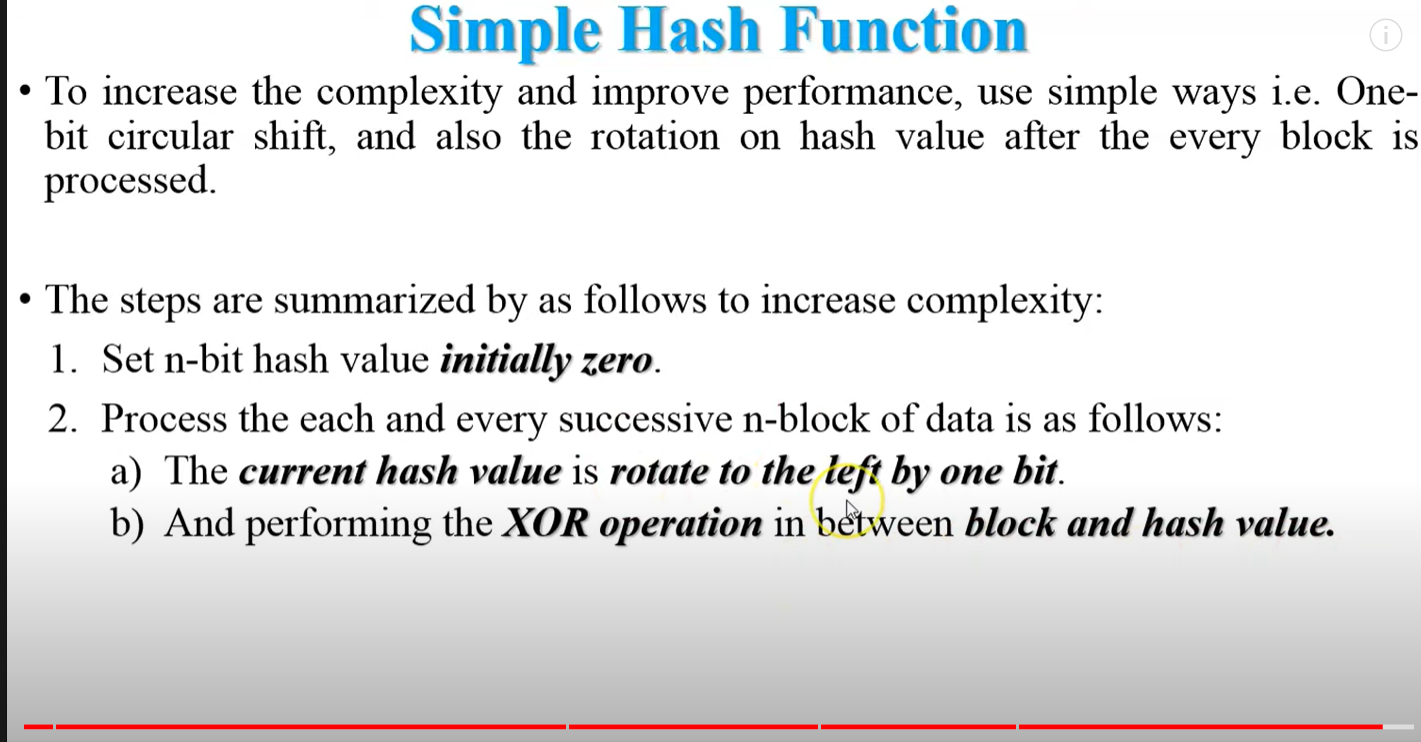 Simple Hash Function
• To increase the complexity and improve performance, use simple ways i.e. One-
bit circular shift, and also the rotation on hash value after the every block is
processed.
• The steps are summarized by as follows to increase complexity:
1. Set n-bit hash value initially zero.
2. Process the each and every successive n-block of data is as follows:
a) The current hash value is rotate to the left by one bit.
b) And performing the XOR operation in between block and hash value.